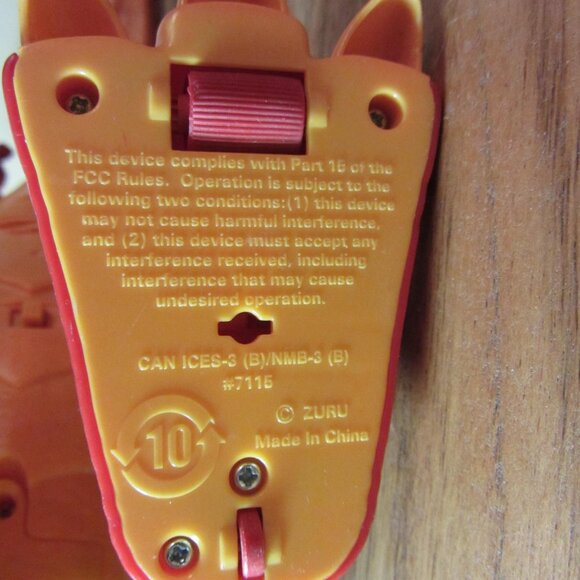 This device complies with Part 15 of the
FCC Rules. Operation is subject to the
following two conditions:(1) this device
may not cause harmful interference,
and (2) this device must accept any
interference received, including
interference that may cause
undesired operation.
CAN ICES-3 (B)/NMB-3 (B)
#7115
© ZURU
Made In China
10